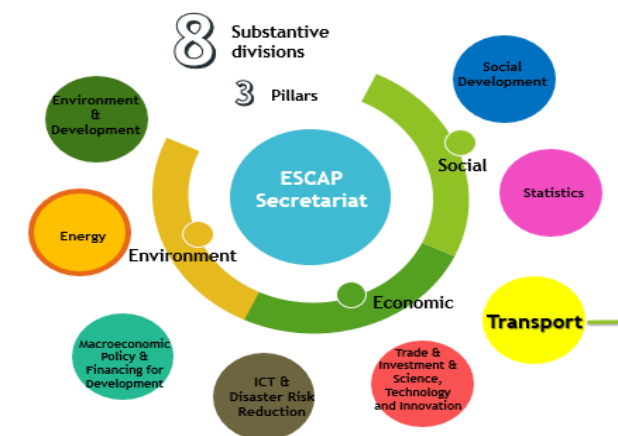 8 Substantive
divisions
3 Pillars
Social
Development
Environment
&
Development
ESCAP
Secretariat
Social
Statistics
Energy
Environment
Economic
Transport
Macroeconomic
Policy &
Financing for
Development
ICT &
Disaster Risk
Reduction
Trade &
Investment &
Science,
Technology
and Innovation